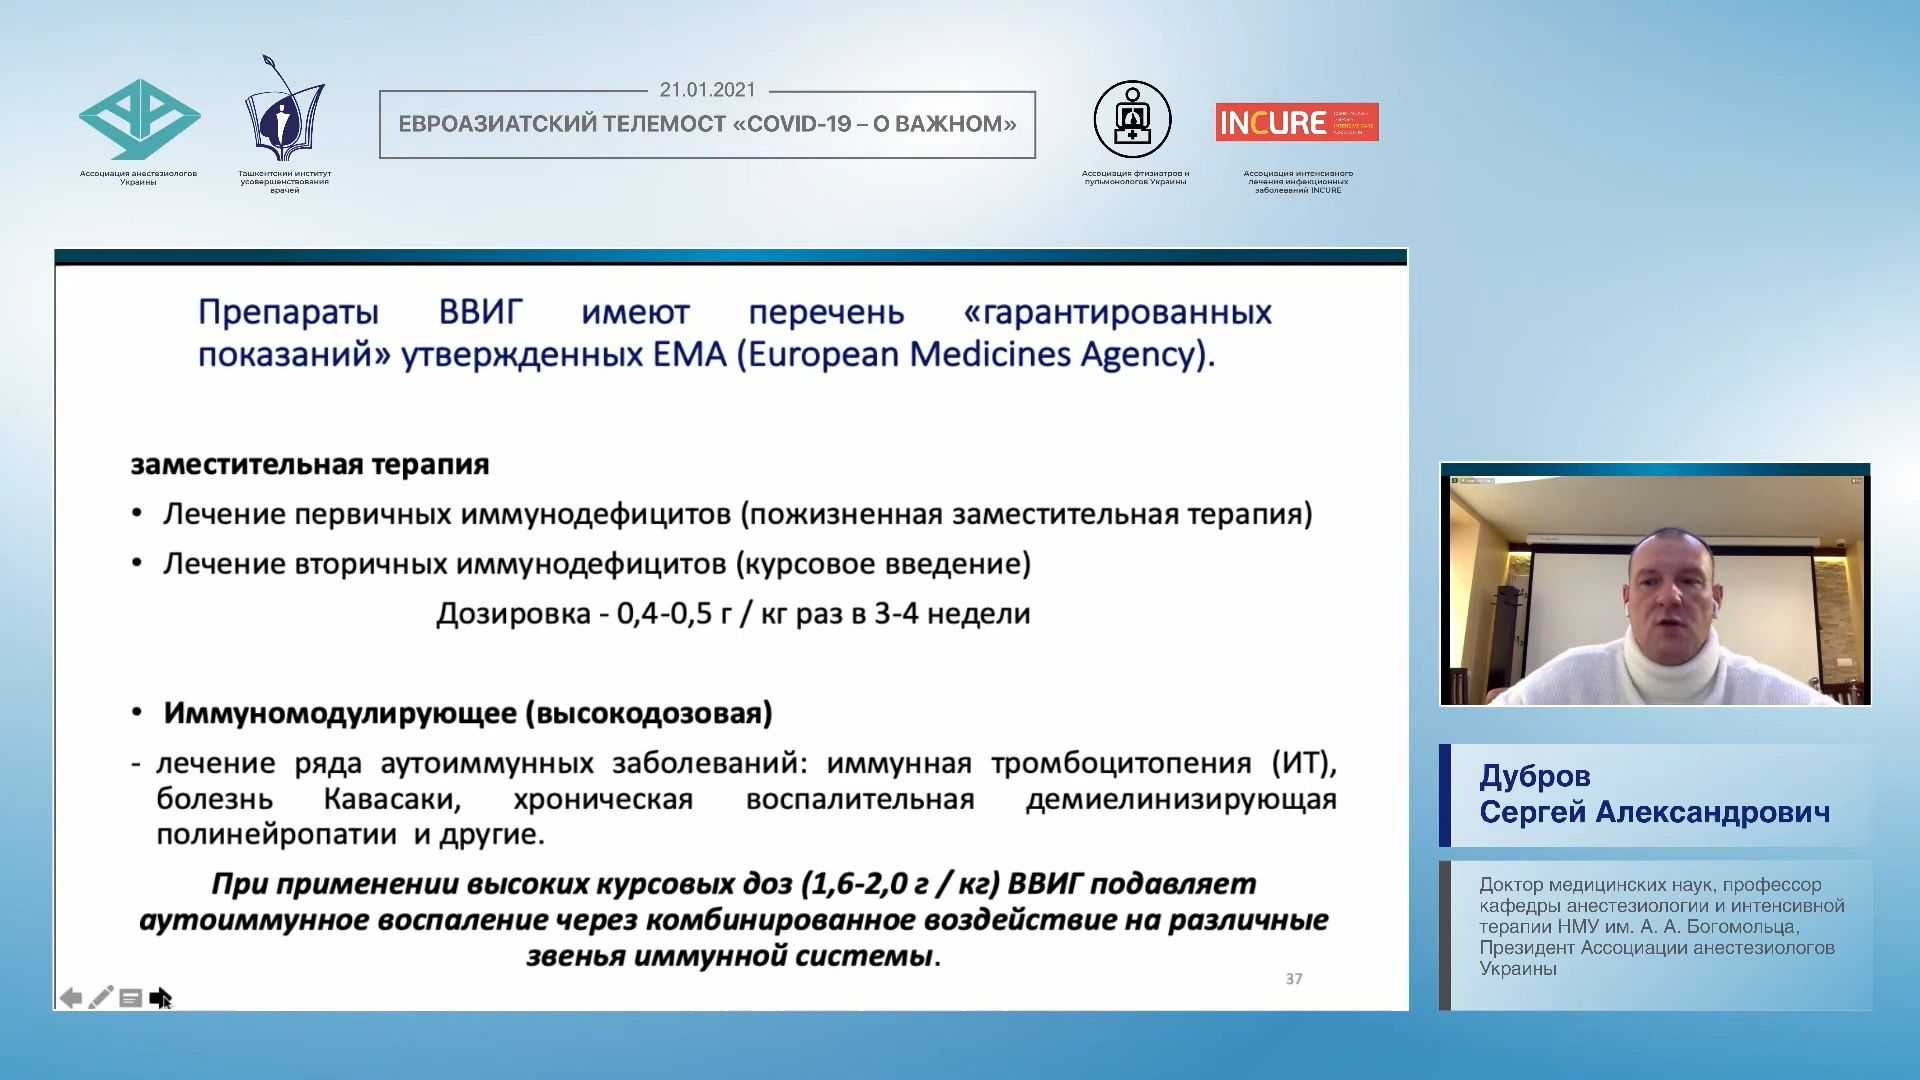 21.01.2021
ЕВРОАЗИАТСКИЙ ТЕЛЕМОСТ «COVID-19 – О ВАЖНОМ»
Ассоциация анестезиологов
Украины
Ташкентский институт
усовершенствования
врачей
Ассоциация фтизиатров и
пульмонологов Украины
INCURE
INTENSIVE CARE
Ассоциация интенсивного
лечения инфекционных
заболеваний INCURE
Препараты ВВИГ имеют перечень «гарантированных
показаний» утвержденных EMA (European Medicines Agency).
заместительная терапия
• Лечение первичных иммунодефицитов (пожизненная заместительная терапия)
• Лечение вторичных иммунодефицитов (курсовое введение)
Дозировка - 0,4-0,5 г / кг раз в 3-4 недели
• Иммуномодулирующее (высокодозовая)
- лечение ряда аутоиммунных заболеваний: иммунная тромбоцитопения (ИТ),
болезнь Кавасаки, хроническая воспалительная демиелинизирующая
полинейропатии и другие.
При применении высоких курсовых доз (1,6-2,0 г / кг) ВВИГ подавляет
аутоиммунное воспаление через комбинированное воздействие на различные
звенья иммунной системы.
37
Дубров
Сергей Александрович
Доктор медицинских наук, профессор
кафедры анестезиологии и интенсивной
терапии НМУ им. А. А. Богомольца,
Президент Ассоциации анестезиологов
Украины